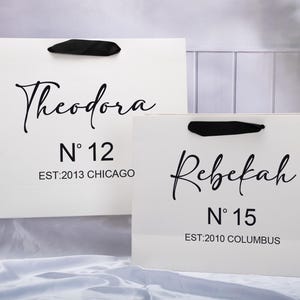 Theodora
N° 12
EST:2013 CHICAGO
Rebekah
N° 15
EST:2010 COLUMBUS